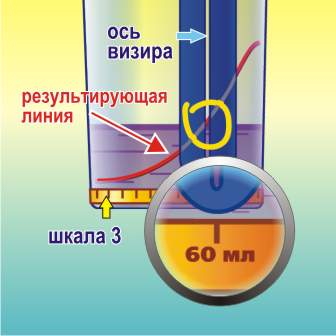 ось
визира
результирующая
линия
шкала 3
60 мл